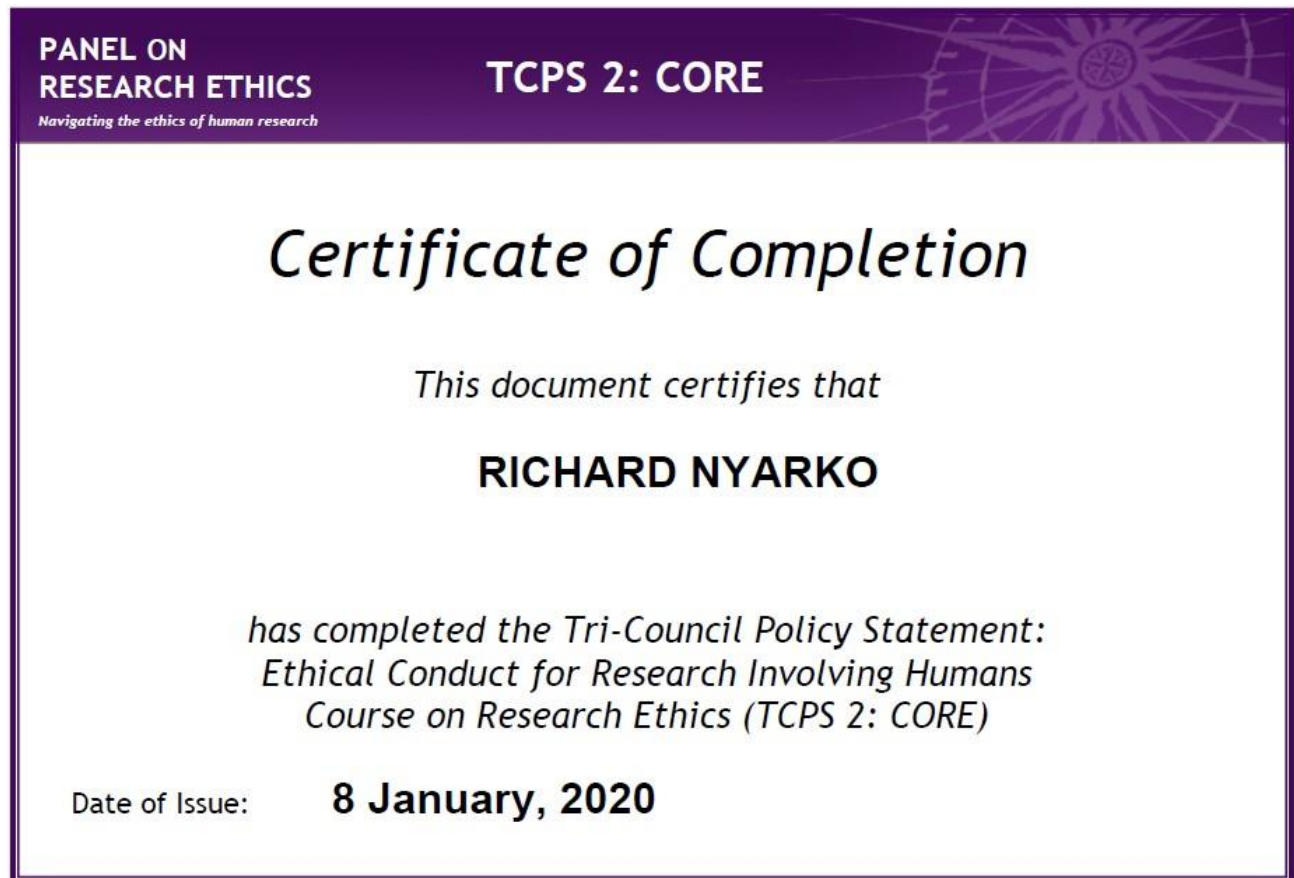 PANEL ON
RESEARCH ETHICS
Navigating the ethics of human research
TCPS 2: CORE
Certificate of Completion
This document certifies that
RICHARD NYARKO
has completed the Tri-Council Policy Statement:
Ethical Conduct for Research Involving Humans
Course on Research Ethics (TCPS 2: CORE)
Date of Issue: 8 January, 2020